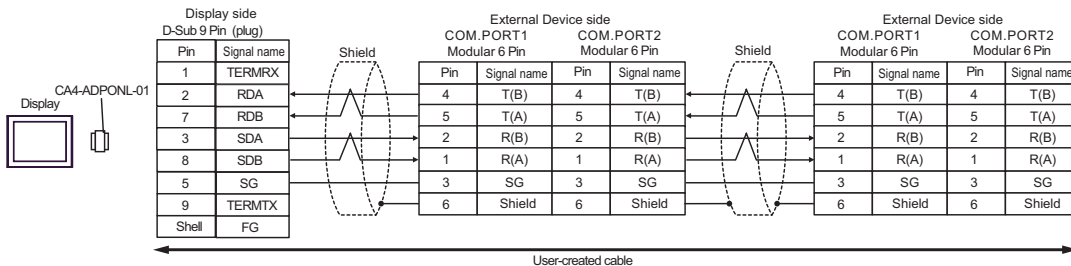 Display side
D-Sub 9 Pin (plug)
Pin Signal name
1 TERMRX
2 RDA
7 RDB
3 SDA
8 SDB
5 SG
9 TERMTX
Shell FG
CA4-ADPONL-01
Display
Shield
External Device side
COM.PORT1 COM.PORT2
Modular 6 Pin Modular 6 Pin
Pin Signal name Pin Signal name
4 T(B) 4 T(B)
5 T(A) 5 T(A)
2 R(B) 2 R(B)
1 R(A) 1 R(A)
3 SG 3 SG
6 Shield 6 Shield
Shield
External Device side
COM.PORT1 COM.PORT2
Modular 6 Pin Modular 6 Pin
Pin Signal name Pin Signal name
4 T(B) 4 T(B)
5 T(A) 5 T(A)
2 R(B) 2 R(B)
1 R(A) 1 R(A)
3 SG 3 SG
6 Shield 6 Shield
User-created cable